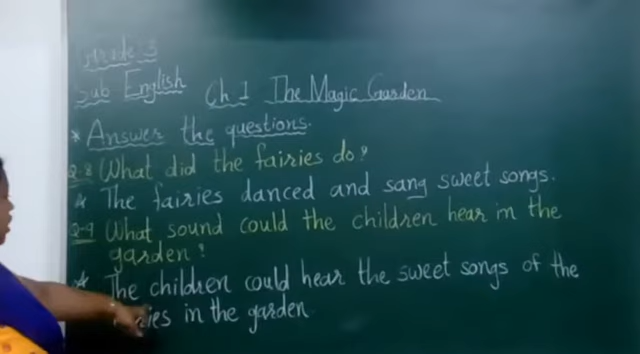 Grade 3
Sub English Ch.1 The Magic Garden
* Answer the questions.
Q-8 What did the fairies do?
The fairies danced and sang sweet songs.
Q-9 What sound could the children hear in the
garden?
The children could hear the sweet songs of the
in the garden